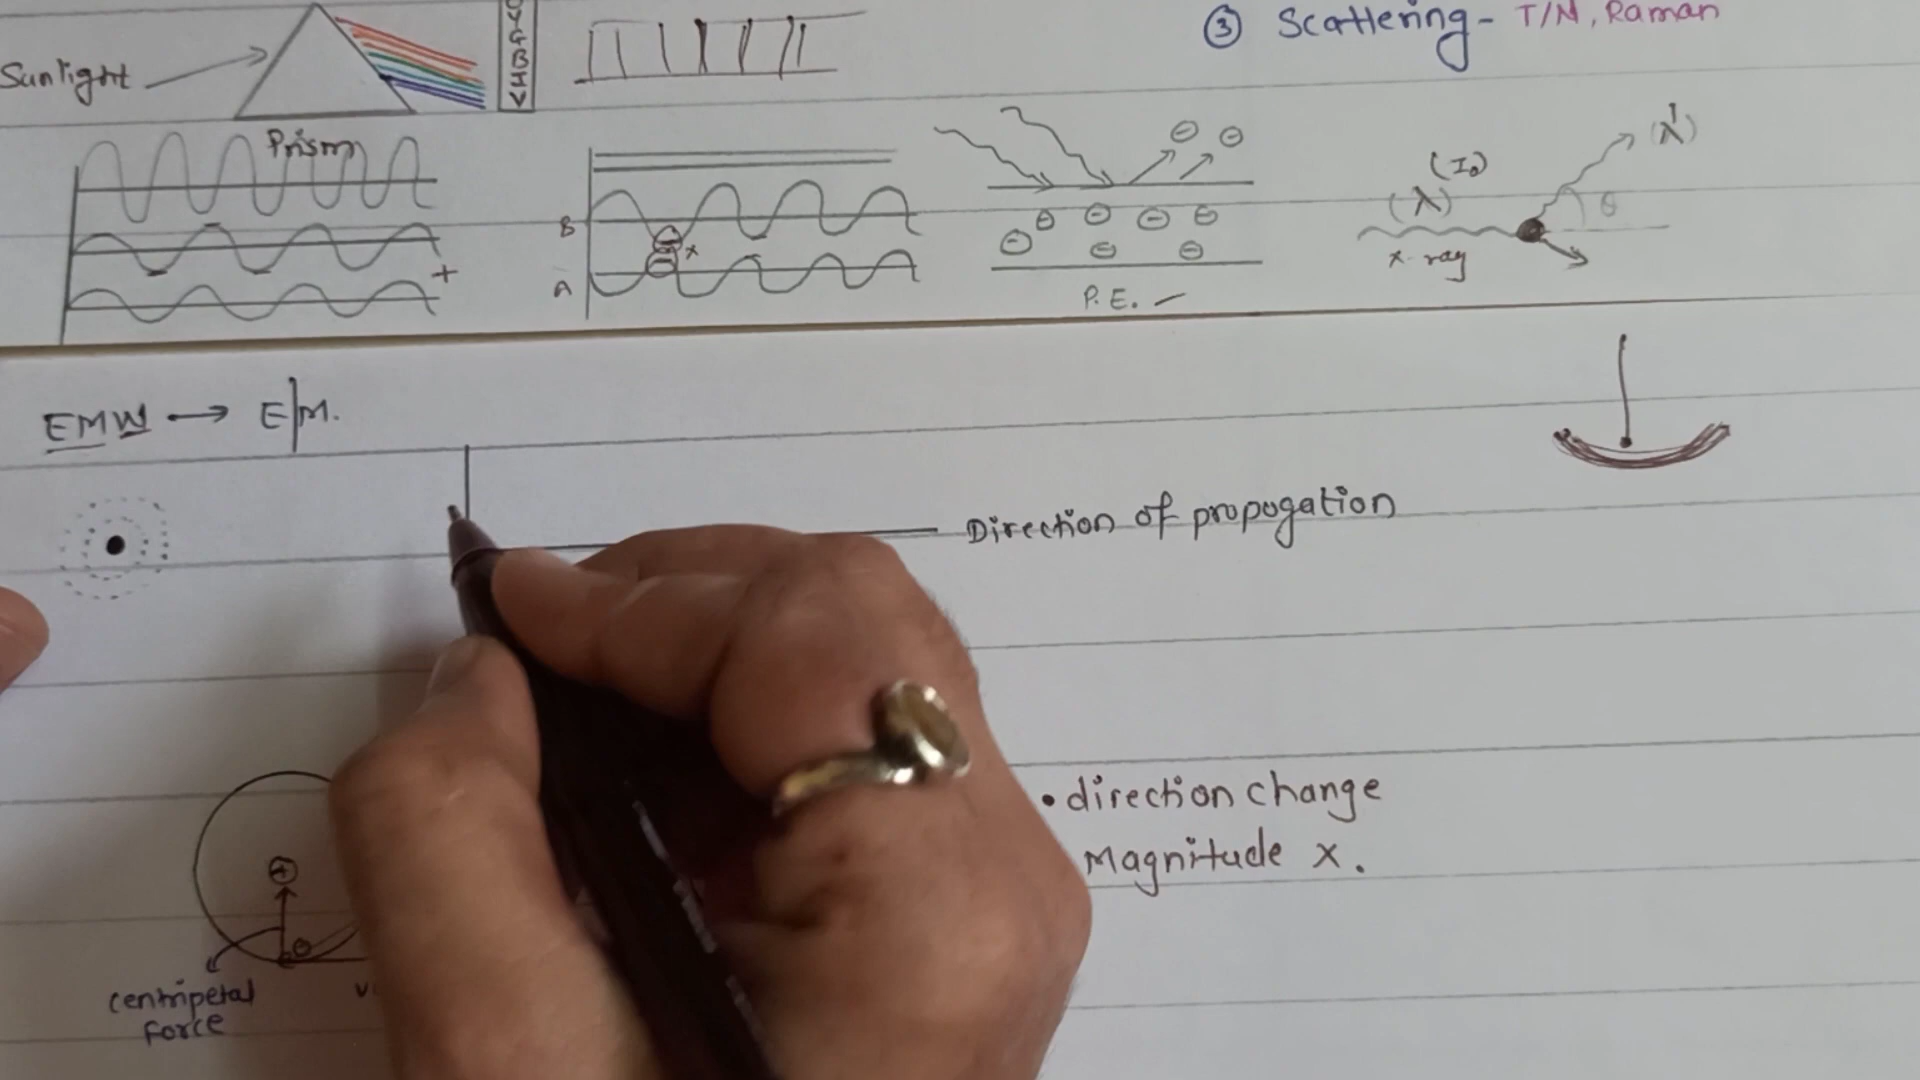 ③ Scattering - T/N, Raman
Sunlight
Y
G
B
I
V
Prism
+
B
A
x
P.E.
(λ)
(I₀)
x-ray
(λ')
θ
EMW → E/M.
Direction of propogation
• direction change
Magnitude x.
centripetal
force